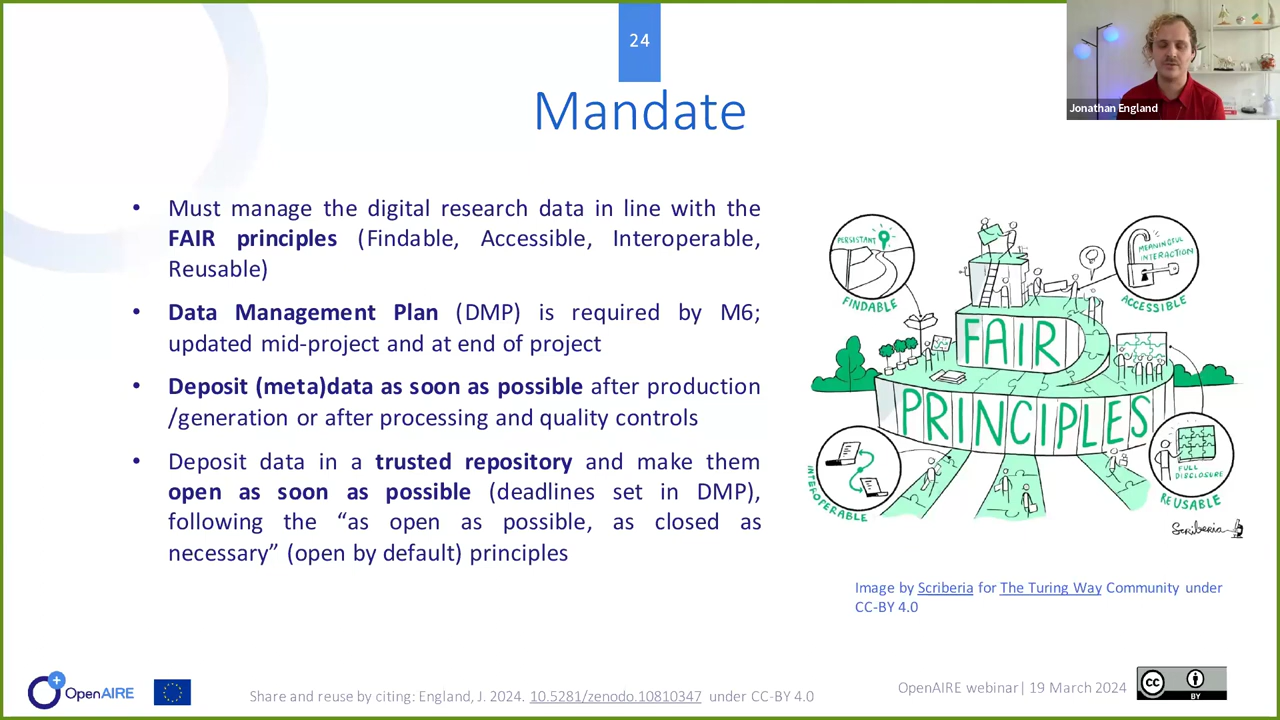 24
Jonathan England
Mandate
• Must manage the digital research data in line with the
FAIR principles (Findable, Accessible, Interoperable,
Reusable)
• Data Management Plan (DMP) is required by M6;
updated mid-project and at end of project
• Deposit (meta)data as soon as possible after production
/generation or after processing and quality controls
• Deposit data in a trusted repository and make them
open as soon as possible (deadlines set in DMP),
following the “as open as possible, as closed as
necessary” (open by default) principles
PERSISTANT
FINDABLE
MEANINGFUL
INTERACTION
ACCESSIBLE
FAIR
PRINCIPLES
INTEROPERABLE
FULL
DISCLOSURE
REUSABLE
Scriberia
Image by Scriberia for The Turing Way Community under
CC-BY 4.0
OpenAIRE
Share and reuse by citing: England, J. 2024. 10.5281/zenodo.10810347 under CC-BY 4.0
OpenAIRE webinar| 19 March 2024
cc
BY